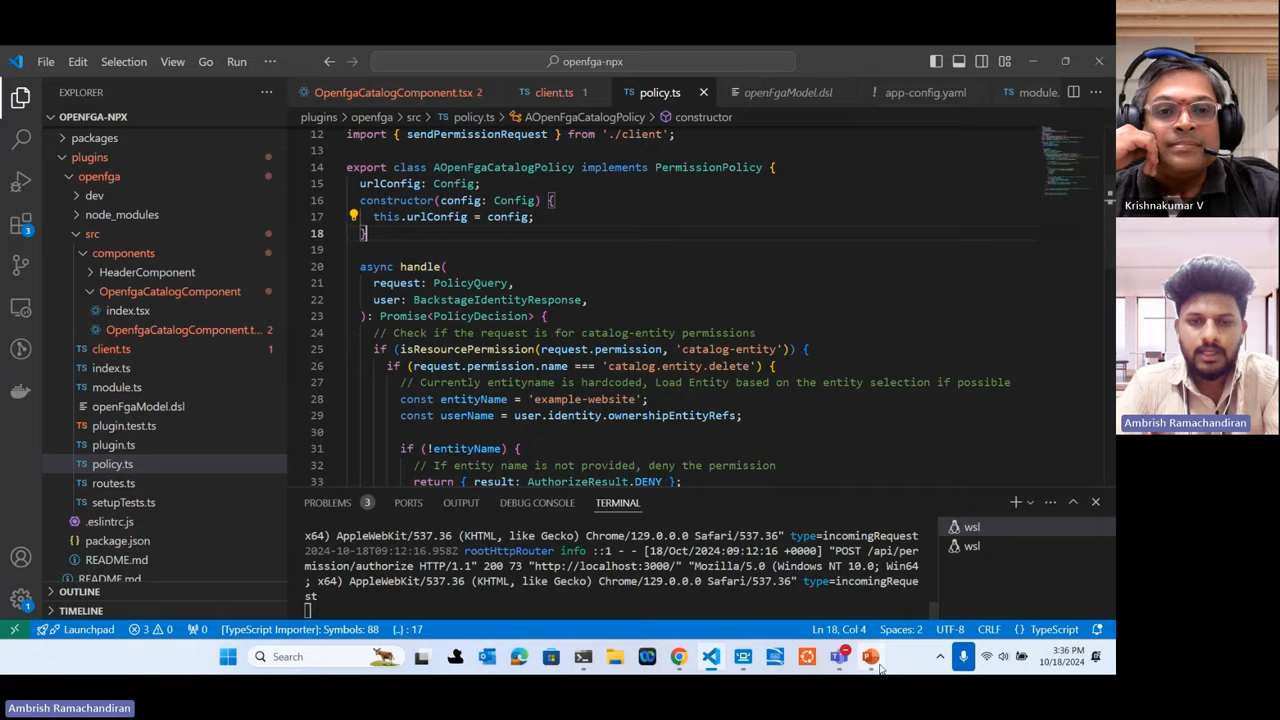 File Edit Selection View Go Run ...
openfga-npx
EXPLORER
OPENFGA-NPX
packages
plugins
openfga
dev
node_modules
src
components
HeaderComponent
OpenfgaCatalogComponent
index.tsx
OpenfgaCatalogComponent.t... 2
client.ts 1
index.ts
module.ts
openFgaModel.dsl
plugin.test.ts
plugin.ts
policy.ts
routes.ts
setupTests.ts
.eslintrc.js
package.json
README.md
README.md
OUTLINE
TIMELINE
OpenfgaCatalogComponent.tsx 2 client.ts 1 policy.ts openFgaModel.dsl app-config.yaml module.
plugins > openfga > src > policy.ts > AOpenFgaCatalogPolicy > constructor
12 import { sendPermissionRequest } from './client';
13
14 export class AOpenFgaCatalogPolicy implements PermissionPolicy {
15 urlConfig: Config;
16 constructor(config: Config) {
17 this.urlConfig = config;
18 }
19
20 async handle(
21 request: PolicyQuery,
22 user: BackstageIdentityResponse,
23 ): Promise<PolicyDecision> {
24 // Check if the request is for catalog-entity permissions
25 if (isResourcePermission(request.permission, 'catalog-entity')) {
26 if (request.permission.name === 'catalog.entity.delete') {
27 // Currently entityname is hardcoded, Load Entity based on the entity selection if possible
28 const entityName = 'example-website';
29 const userName = user.identity.ownershipEntityRefs;
30
31 if (!entityName) {
32 // If entity name is not provided, deny the permission
33 return { result: AuthorizeResult.DENY };
PROBLEMS 3 PORTS OUTPUT DEBUG CONSOLE TERMINAL
x64) AppleWebKit/537.36 (KHTML, like Gecko) Chrome/129.0.0.0 Safari/537.36" type=incomingRequest
2024-10-18T09:12:16.958Z rootHttpRouter info ::1 - - [18/Oct/2024:09:12:16 +0000] "POST /api/per
mission/authorize HTTP/1.1" 200 73 "http://localhost:3000/" "Mozilla/5.0 (Windows NT 10.0; Win64
; x64) AppleWebKit/537.36 (KHTML, like Gecko) Chrome/129.0.0.0 Safari/537.36" type=incomingReque
st
wsl
wsl
3
1
Launchpad 3 0 0 [TypeScript Importer]: Symbols: 88 {..} : 17 Ln 18, Col 4 Spaces: 2 UTF-8 CRLF {} TypeScript
Search
3:36 PM
10/18/2024
Krishnakumar V
Ambrish Ramachandiran
Ambrish Ramachandiran